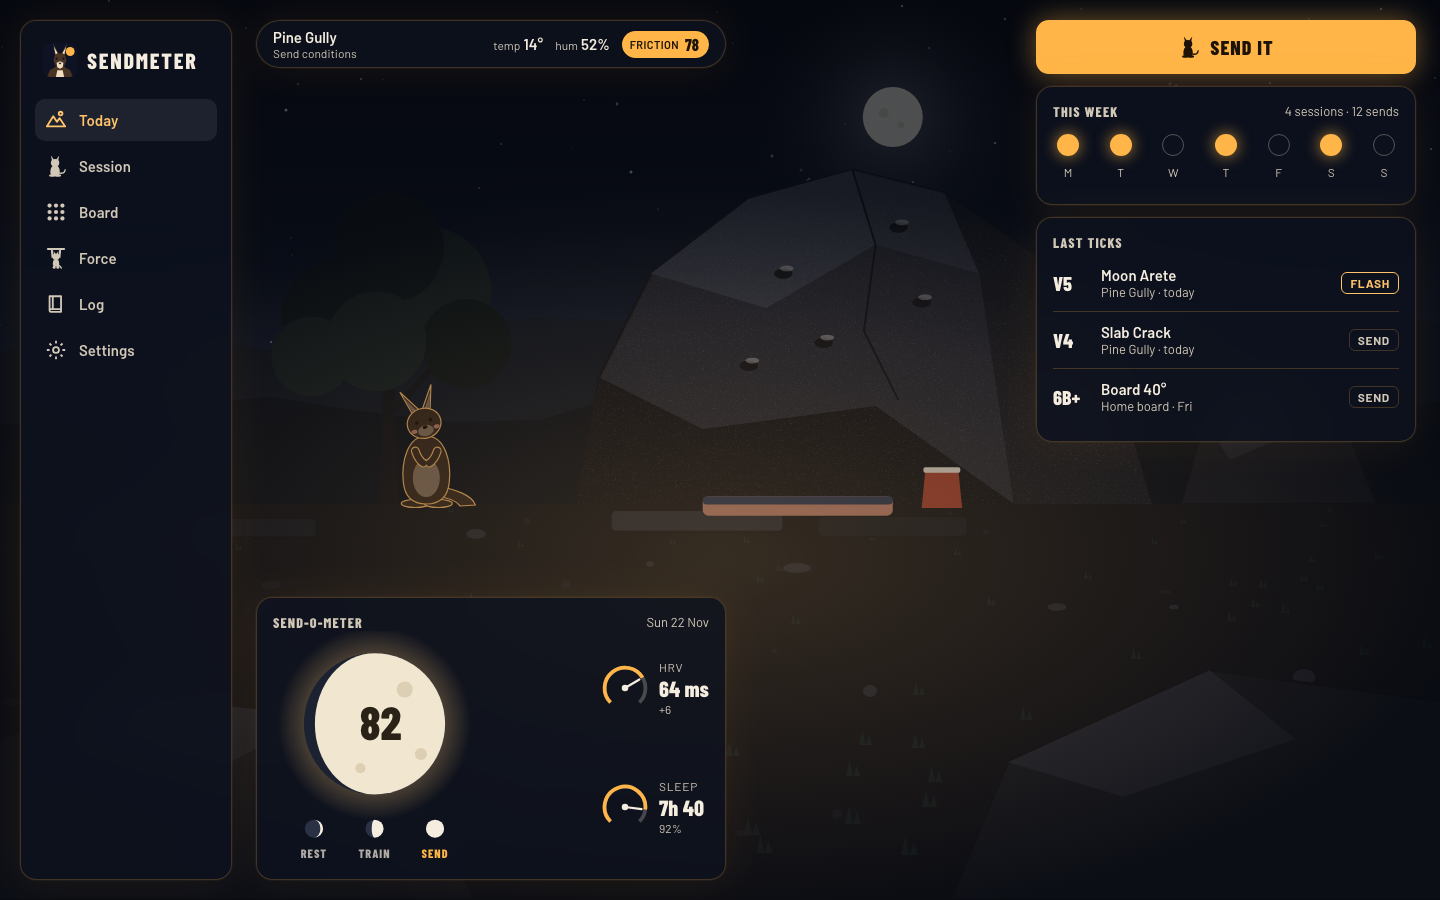 SENDMETER
Today
Session
Board
Force
Log
Settings
Pine Gully
Send conditions
temp 14° hum 52% FRICTION 78
SEND IT
THIS WEEK
4 sessions · 12 sends
M T W T F S S
LAST TICKS
V5
Moon Arete
Pine Gully · today
FLASH
V4
Slab Crack
Pine Gully · today
SEND
6B+
Board 40°
Home board · Fri
SEND
SEND-O-METER
Sun 22 Nov
82
REST TRAIN SEND
HRV
64 ms
+6
SLEEP
7h 40
92%